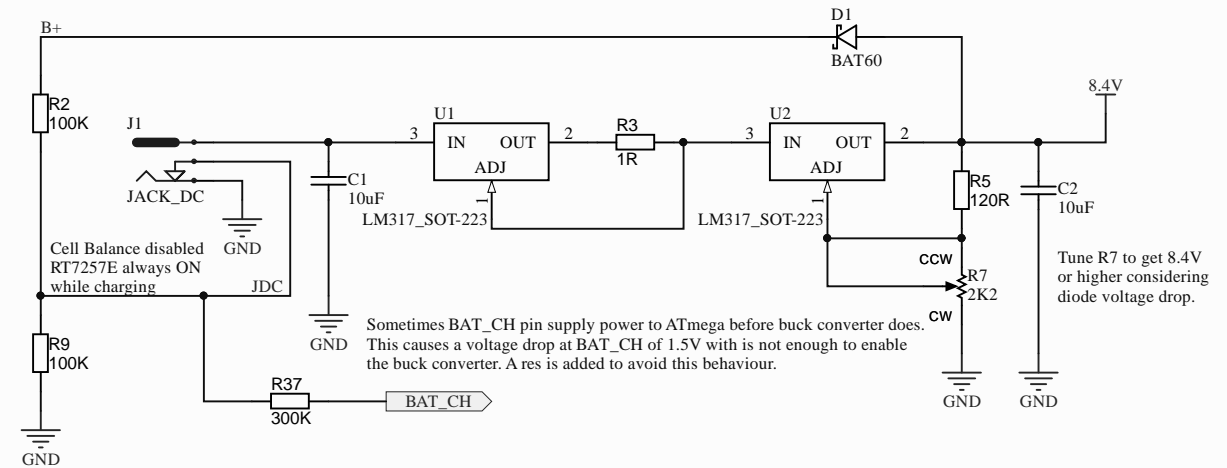 B+
D1
BAT60
8.4V
R2
100K
J1
JACK_DC
GND
C1
10uF
U1
3
IN
OUT
2
ADJ
1
LM317_SOT-223
R3
1R
U2
3
IN
OUT
2
ADJ
1
LM317_SOT-223
R5
120R
C2
10uF
Cell Balance disabled
RT7257E always ON
while charging
JDC
CCW
R7
2K2
CW
Tune R7 to get 8.4V
or higher considering
diode voltage drop.
R9
100K
GND
Sometimes BAT_CH pin supply power to ATmega before buck converter does.
This causes a voltage drop at BAT_CH of 1.5V with is not enough to enable
the buck converter. A res is added to avoid this behaviour.
R37
300K
BAT_CH
GND
GND
GND